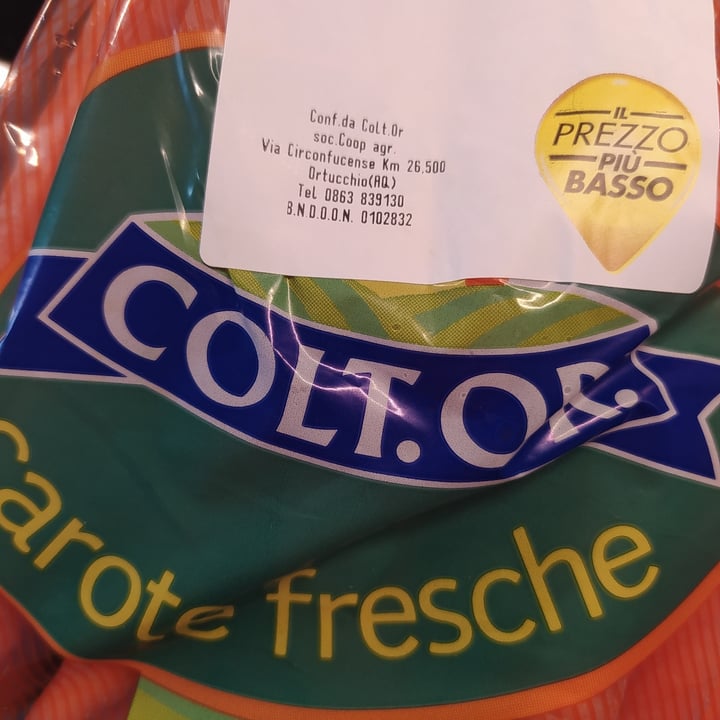 Conf.da Colt.Or
soc.Coop agr.
Via Circonfucense Km 26,500
Ortucchio(AQ.)
Tel 0863 839130
B.N D.O.O.N. 0102832
IL
PREZZO
PIÙ
BASSO
COLT.OR.
Carote fresche